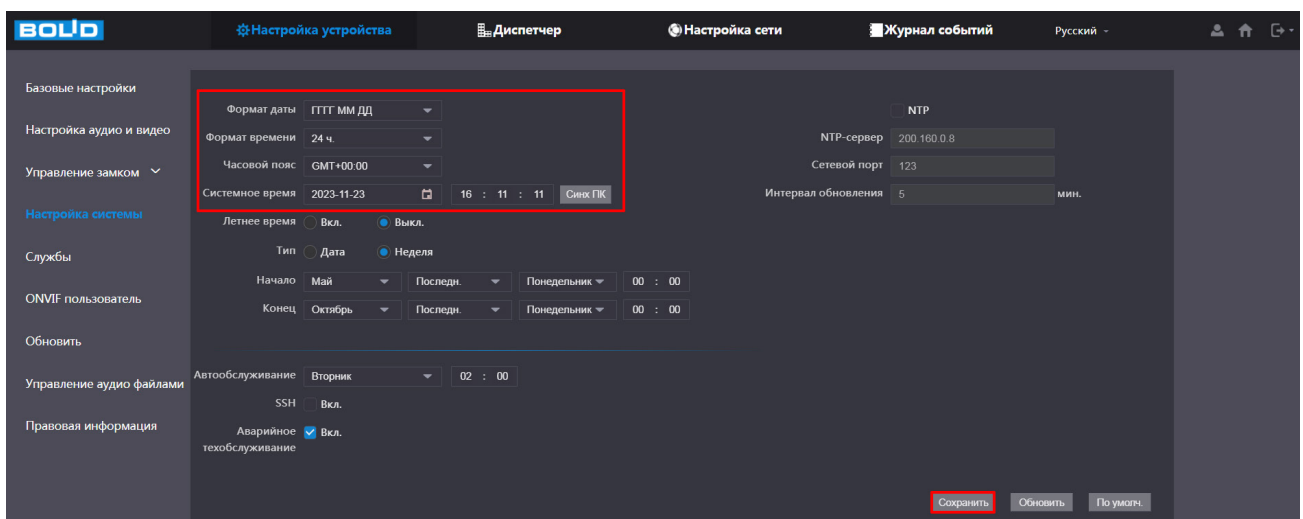 BOLID
Настройка устройства
Диспетчер
Настройка сети
Журнал событий
Русский
Базовые настройки
Настройка аудио и видео
Управление замком
Настройка системы
Службы
ONVIF пользователь
Обновить
Управление аудио файлами
Правовая информация
Формат даты ГГГГ ММ ДД
Формат времени 24 ч.
Часовой пояс GMT+00:00
Системное время 2023-11-23 16 : 11 : 11 Синх ПК
Летнее время Вкл. Выкл.
Тип Дата Неделя
Начало Май Последн. Понедельник 00 : 00
Конец Октябрь Последн. Понедельник 00 : 00
NTP
NTP-сервер 200.160.0.8
Сетевой порт 123
Интервал обновления 5 мин.
Автообслуживание Вторник 02 : 00
SSH Вкл.
Аварийное Вкл.
техобслуживание
Сохранить Обновить По умолч.